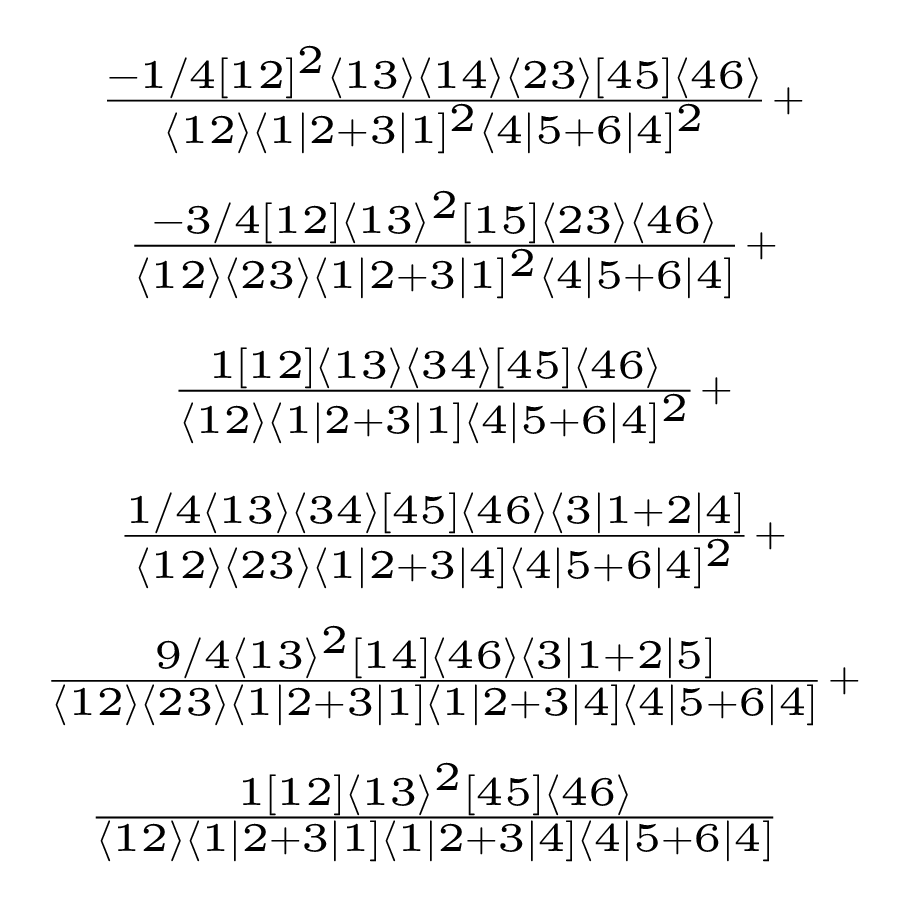 \frac{-1/4[12]^2⟨13⟩⟨14⟩⟨23⟩[45]⟨46⟩}{⟨12⟩⟨1|2+3|1]^2⟨4|5+6|4]^2}+
\frac{-3/4[12]⟨13⟩^2[15]⟨23⟩⟨46⟩}{⟨12⟩⟨23⟩⟨1|2+3|1]^2⟨4|5+6|4]}+
\frac{1[12]⟨13⟩⟨34⟩[45]⟨46⟩}{⟨12⟩⟨1|2+3|1]⟨4|5+6|4]^2}+
\frac{1/4⟨13⟩⟨34⟩[45]⟨46⟩⟨3|1+2|4]}{⟨12⟩⟨23⟩⟨1|2+3|4]⟨4|5+6|4]^2}+
\frac{9/4⟨13⟩^2[14]⟨46⟩⟨3|1+2|5]}{⟨12⟩⟨23⟩⟨1|2+3|1]⟨1|2+3|4]⟨4|5+6|4]}+
\frac{1[12]⟨13⟩^2[45]⟨46⟩}{⟨12⟩⟨1|2+3|1]⟨1|2+3|4]⟨4|5+6|4]}